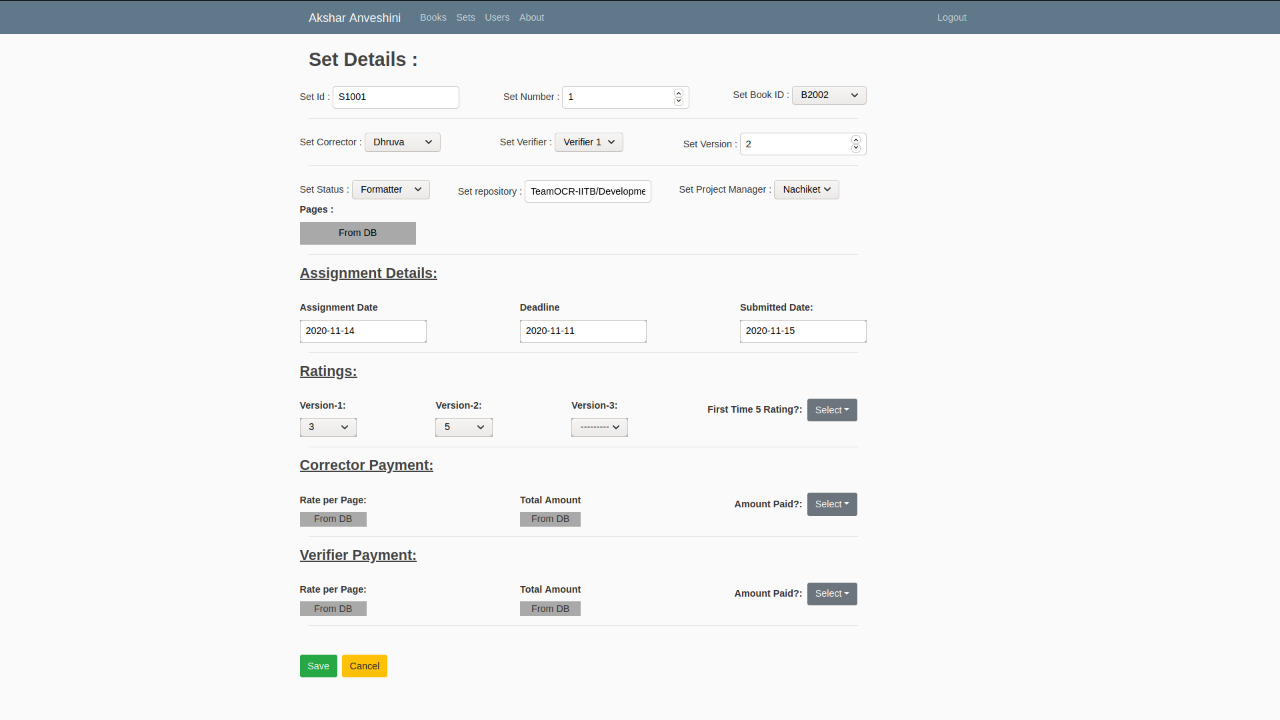 Akshar Anveshini Books Sets Users About Logout
Set Details :
Set Id : S1001 Set Number : 1 Set Book ID : B2002
Set Corrector : Dhruva Set Verifier : Verifier 1 Set Version : 2
Set Status : Formatter Set repository : TeamOCR-IITB/Developme Set Project Manager : Nachiket
Pages :
From DB
Assignment Details:
Assignment Date Deadline Submitted Date:
2020-11-14 2020-11-11 2020-11-15
Ratings:
Version-1: Version-2: Version-3: First Time 5 Rating?: Select
3 5 ---------
Corrector Payment:
Rate per Page: Total Amount Amount Paid?: Select
From DB From DB
Verifier Payment:
Rate per Page: Total Amount Amount Paid?: Select
From DB From DB
Save Cancel